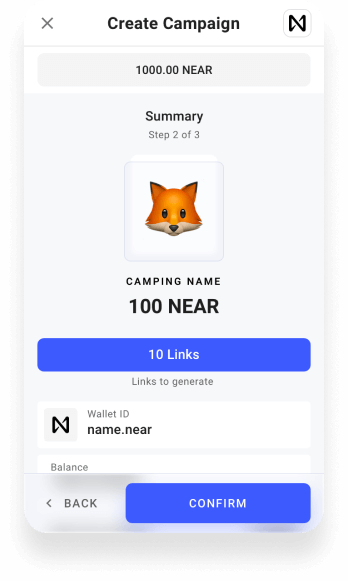 Create Campaign
1000.00 NEAR
Summary
Step 2 of 3
CAMPING NAME
100 NEAR
10 Links
Links to generate
Wallet ID
name.near
Balance
BACK
CONFIRM